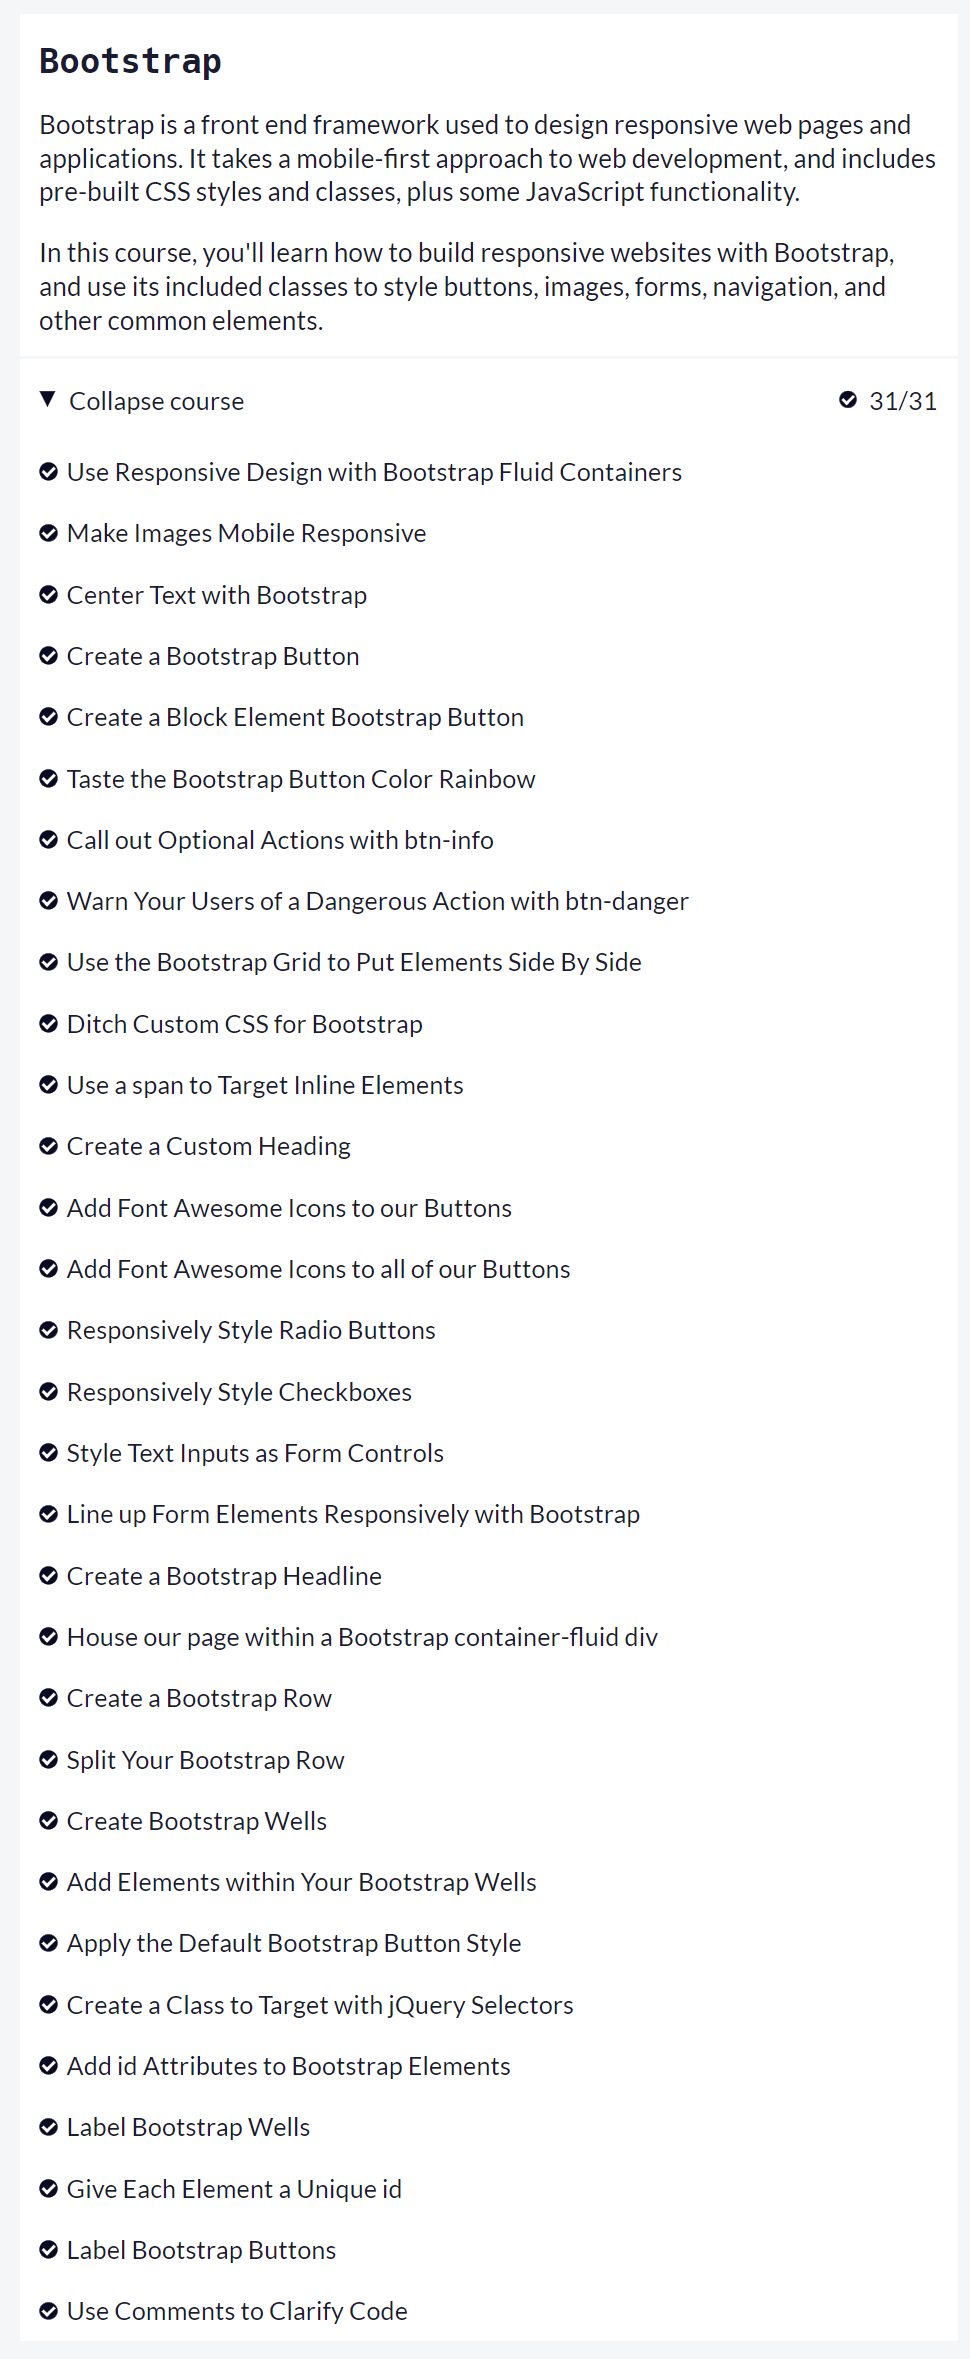 Bootstrap
Bootstrap is a front end framework used to design responsive web pages and
applications. It takes a mobile-first approach to web development, and includes
pre-built CSS styles and classes, plus some JavaScript functionality.
In this course, you'll learn how to build responsive websites with Bootstrap,
and use its included classes to style buttons, images, forms, navigation, and
other common elements.
Collapse course 31/31
Use Responsive Design with Bootstrap Fluid Containers
Make Images Mobile Responsive
Center Text with Bootstrap
Create a Bootstrap Button
Create a Block Element Bootstrap Button
Taste the Bootstrap Button Color Rainbow
Call out Optional Actions with btn-info
Warn Your Users of a Dangerous Action with btn-danger
Use the Bootstrap Grid to Put Elements Side By Side
Ditch Custom CSS for Bootstrap
Use a span to Target Inline Elements
Create a Custom Heading
Add Font Awesome Icons to our Buttons
Add Font Awesome Icons to all of our Buttons
Responsively Style Radio Buttons
Responsively Style Checkboxes
Style Text Inputs as Form Controls
Line up Form Elements Responsively with Bootstrap
Create a Bootstrap Headline
House our page within a Bootstrap container-fluid div
Create a Bootstrap Row
Split Your Bootstrap Row
Create Bootstrap Wells
Add Elements within Your Bootstrap Wells
Apply the Default Bootstrap Button Style
Create a Class to Target with jQuery Selectors
Add id Attributes to Bootstrap Elements
Label Bootstrap Wells
Give Each Element a Unique id
Label Bootstrap Buttons
Use Comments to Clarify Code